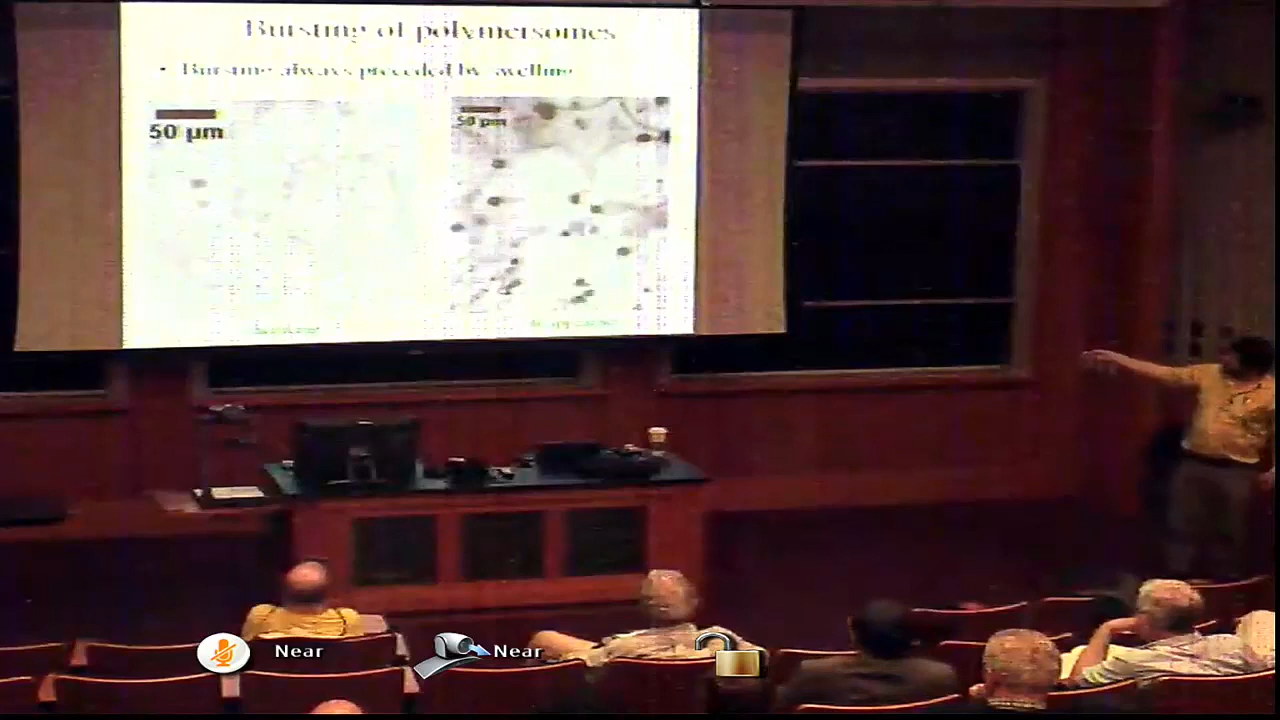 Bursting of polymersomes
• Bursting always preceded by swelling
50 μm
50 μm
Near
Near